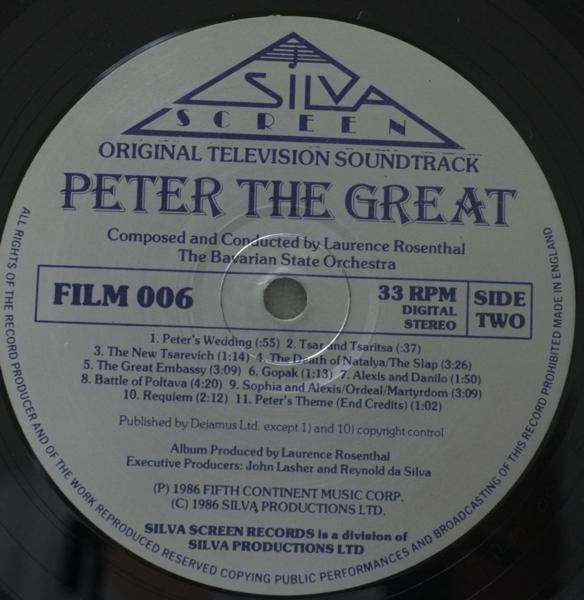 SILVA
SCREEN
ORIGINAL TELEVISION SOUNDTRACK
PETER THE GREAT
Composed and Conducted by Laurence Rosenthal
The Bavarian State Orchestra
FILM 006
33 RPM
DIGITAL
STEREO
SIDE
TWO
1. Peter's Wedding (:55) 2. Tsar and Tsaritsa (:37)
3. The New Tsarevich (1:14) 4. The Death of Natalya/The Slap (3:26)
5. The Great Embassy (3:09) 6. Gopak (1:13) 7. Alexis and Danilo (1:50)
8. Battle of Poltava (4:20) 9. Sophia and Alexis/Ordeal/Martyrdom (3:09)
10. Requiem (2:12) 11. Peter's Theme (End Credits) (1:02)
Published by Dejamus Ltd. except 1) and 10) copyright control
Album Produced by Laurence Rosenthal
Executive Producers: John Lasher and Reynold da Silva
(P) 1986 FIFTH CONTINENT MUSIC CORP.
(C) 1986 SILVA PRODUCTIONS LTD.
SILVA SCREEN RECORDS is a division of
SILVA PRODUCTIONS LTD
ALL RIGHTS OF THE RECORD PRODUCER AND OF THE WORK REPRODUCED RESERVED COPYING PUBLIC PERFORMANCES AND BROADCASTING OF THIS RECORD PROHIBITED MADE IN ENGLAND